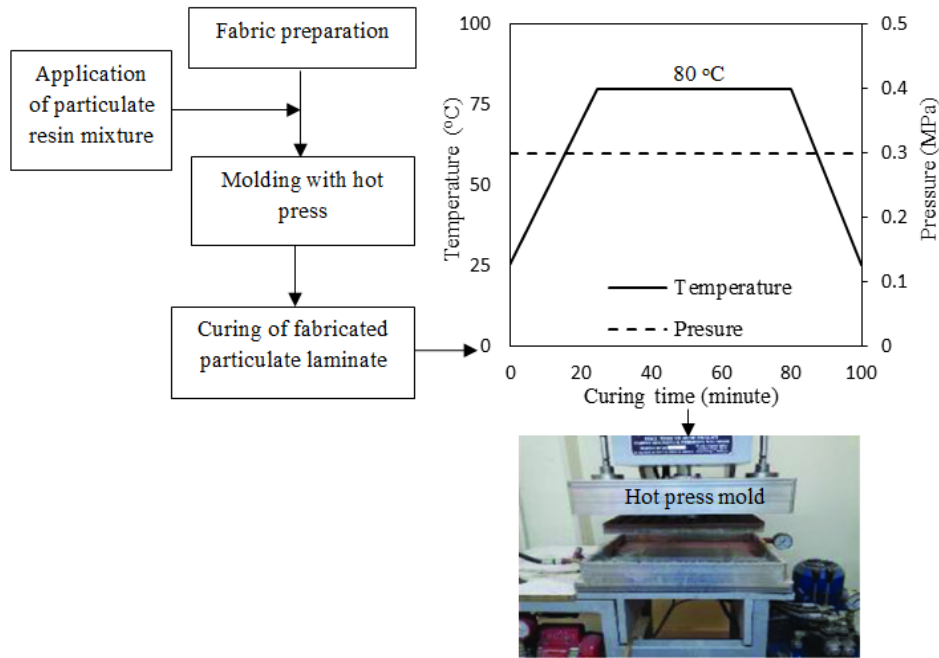 Fabric preparation
Application
of particulate
resin mixture
Molding with hot
press
Curing of fabricated
particulate laminate
Temperature (ᵒC)
100
75
50
25
0
80 ᵒC
Temperature
Presure
0.5
0.4
0.3
0.2
0.1
0
Pressure (MPa)
0
20
40
60
80
100
Curing time (minute)
Hot press mold